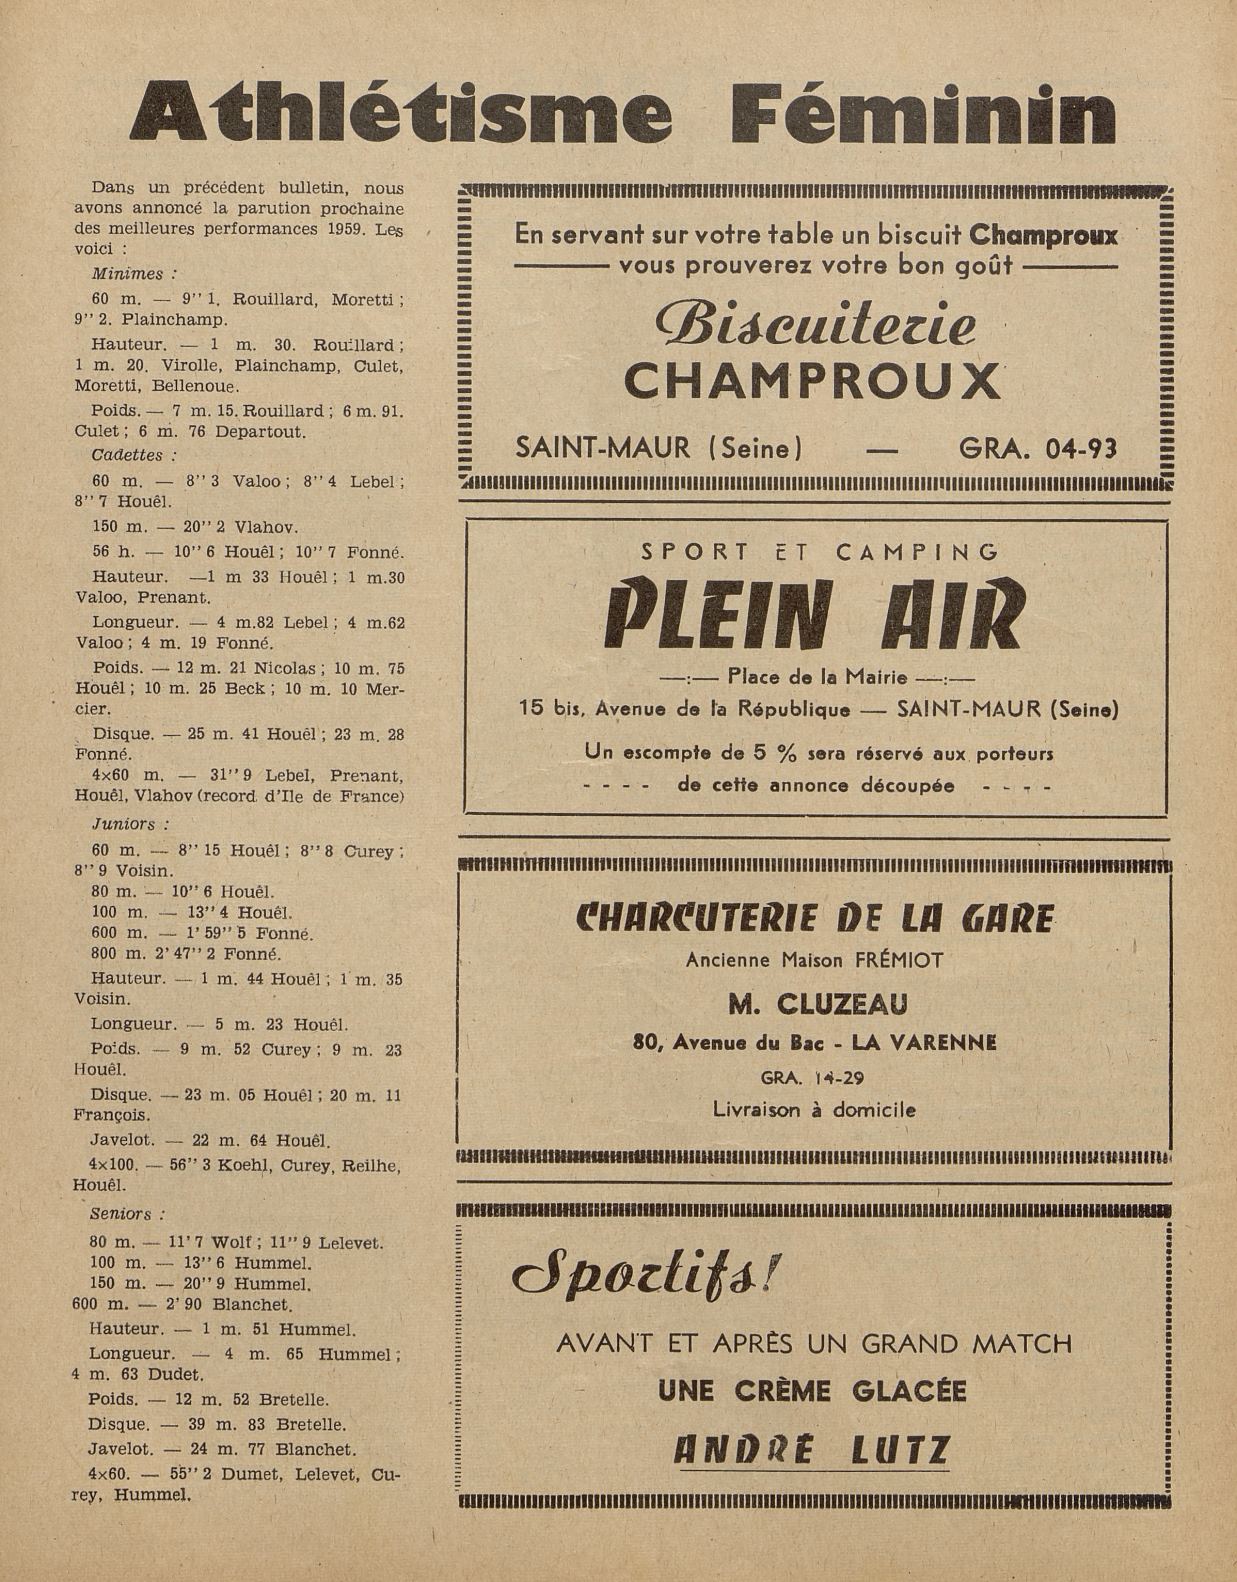 Athlétisme Féminin
Dans un précédent bulletin, nous
avons annoncé la parution prochaine
des meilleures performances 1959. Les
voici :
Minimes :
60 m. — 9'' 1. Rouillard, Moretti ;
9'' 2. Plainchamp.
Hauteur. — 1 m. 30. Rouillard ;
1 m. 20. Virolle, Plainchamp, Culet,
Moretti, Bellenoue.
Poids. — 7 m. 15. Rouillard ; 6 m. 91.
Culet ; 6 m. 76 Departout.
Cadettes :
60 m. — 8'' 3 Valoo ; 8'' 4 Lebel ;
8'' 7 Houêl.
150 m. — 20'' 2 Vlahov.
56 h. — 10'' 6 Houêl ; 10'' 7 Fonné.
Hauteur. —1 m 33 Houêl ; 1 m.30
Valoo, Prenant.
Longueur. — 4 m.82 Lebel ; 4 m.62
Valoo ; 4 m. 19 Fonné.
Poids. — 12 m. 21 Nicolas ; 10 m. 75
Houêl ; 10 m. 25 Beck ; 10 m. 10 Mer-
cier.
Disque. — 25 m. 41 Houêl ; 23 m. 28
Fonné.
4x60 m. — 31'' 9 Lebel, Prenant,
Houêl, Vlahov (record d'Ile de France)
Juniors :
60 m. — 8'' 15 Houêl ; 8'' 8 Curey ;
8'' 9 Voisin.
80 m. — 10'' 6 Houêl.
100 m. — 13'' 4 Houêl.
600 m. — 1' 59'' 5 Fonné.
800 m. 2' 47'' 2 Fonné.
Hauteur. — 1 m. 44 Houêl ; 1 m. 35
Voisin.
Longueur. — 5 m. 23 Houêl.
Poids. — 9 m. 52 Curey ; 9 m. 23
Houêl.
Disque. — 23 m. 05 Houêl ; 20 m. 11
François.
Javelot. — 22 m. 64 Houêl.
4x100. — 56'' 3 Koehl, Curey, Reilhe,
Houêl.
Seniors :
80 m. — 11' 7 Wolf ; 11'' 9 Lelevet.
100 m. — 13'' 6 Hummel.
150 m. — 20'' 9 Hummel.
600 m. — 2' 90 Blanchet.
Hauteur. — 1 m. 51 Hummel.
Longueur. — 4 m. 65 Hummel ;
4 m. 63 Dudet.
Poids. — 12 m. 52 Bretelle.
Disque. — 39 m. 83 Bretelle.
Javelot. — 24 m. 77 Blanchet.
4x60. — 55'' 2 Dumet, Lelevet, Cu-
rey, Hummel.
En servant sur votre table un biscuit Champroux
vous prouverez votre bon goût
Biscuiterie
CHAMPROUX
SAINT-MAUR (Seine) — GRA. 04-93
SPORT ET CAMPING
PLEIN AIR
—:— Place de la Mairie —:—
15 bis, Avenue de la République — SAINT-MAUR (Seine)
Un escompte de 5 % sera réservé aux porteurs
- - - - de cette annonce découpée - - - -
CHARCUTERIE DE LA GARE
Ancienne Maison FRÉMIOT
M. CLUZEAU
80, Avenue du Bac - LA VARENNE
GRA. 14-29
Livraison à domicile
Sportifs !
AVANT ET APRÈS UN GRAND MATCH
UNE CRÈME GLACÉE
ANDRÉ LUTZ